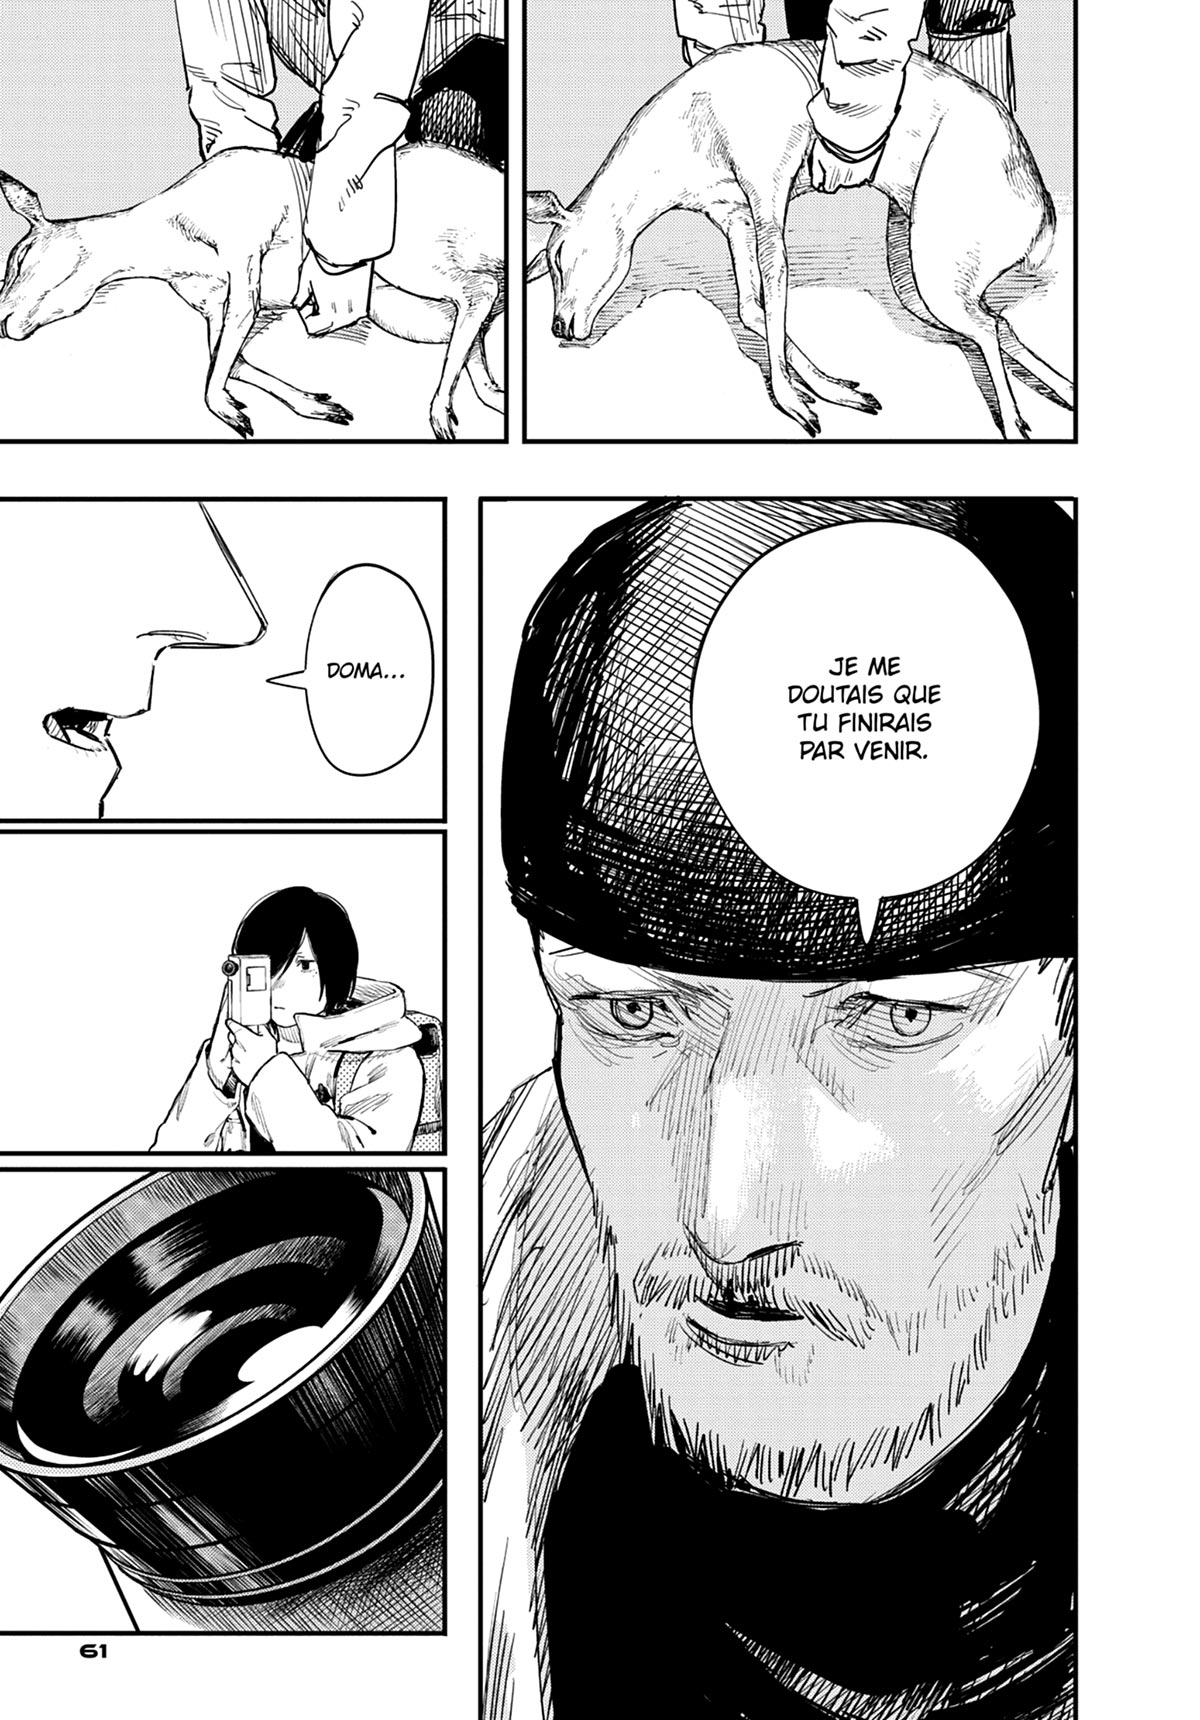 JE ME
DOUTAIS QUE
TU FINIRAIS
PAR VENIR.
DOMA...
61